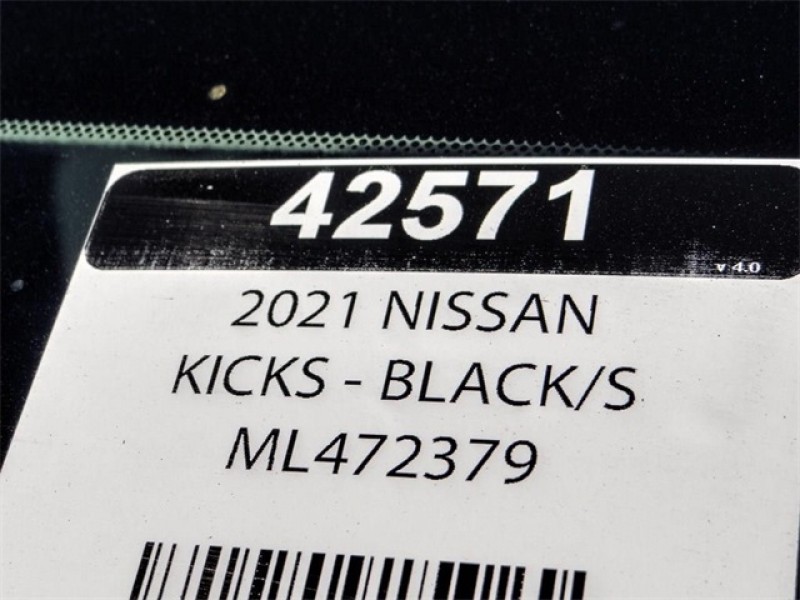 42571
v 4.0
2021 NISSAN
KICKS - BLACK/S
ML472379